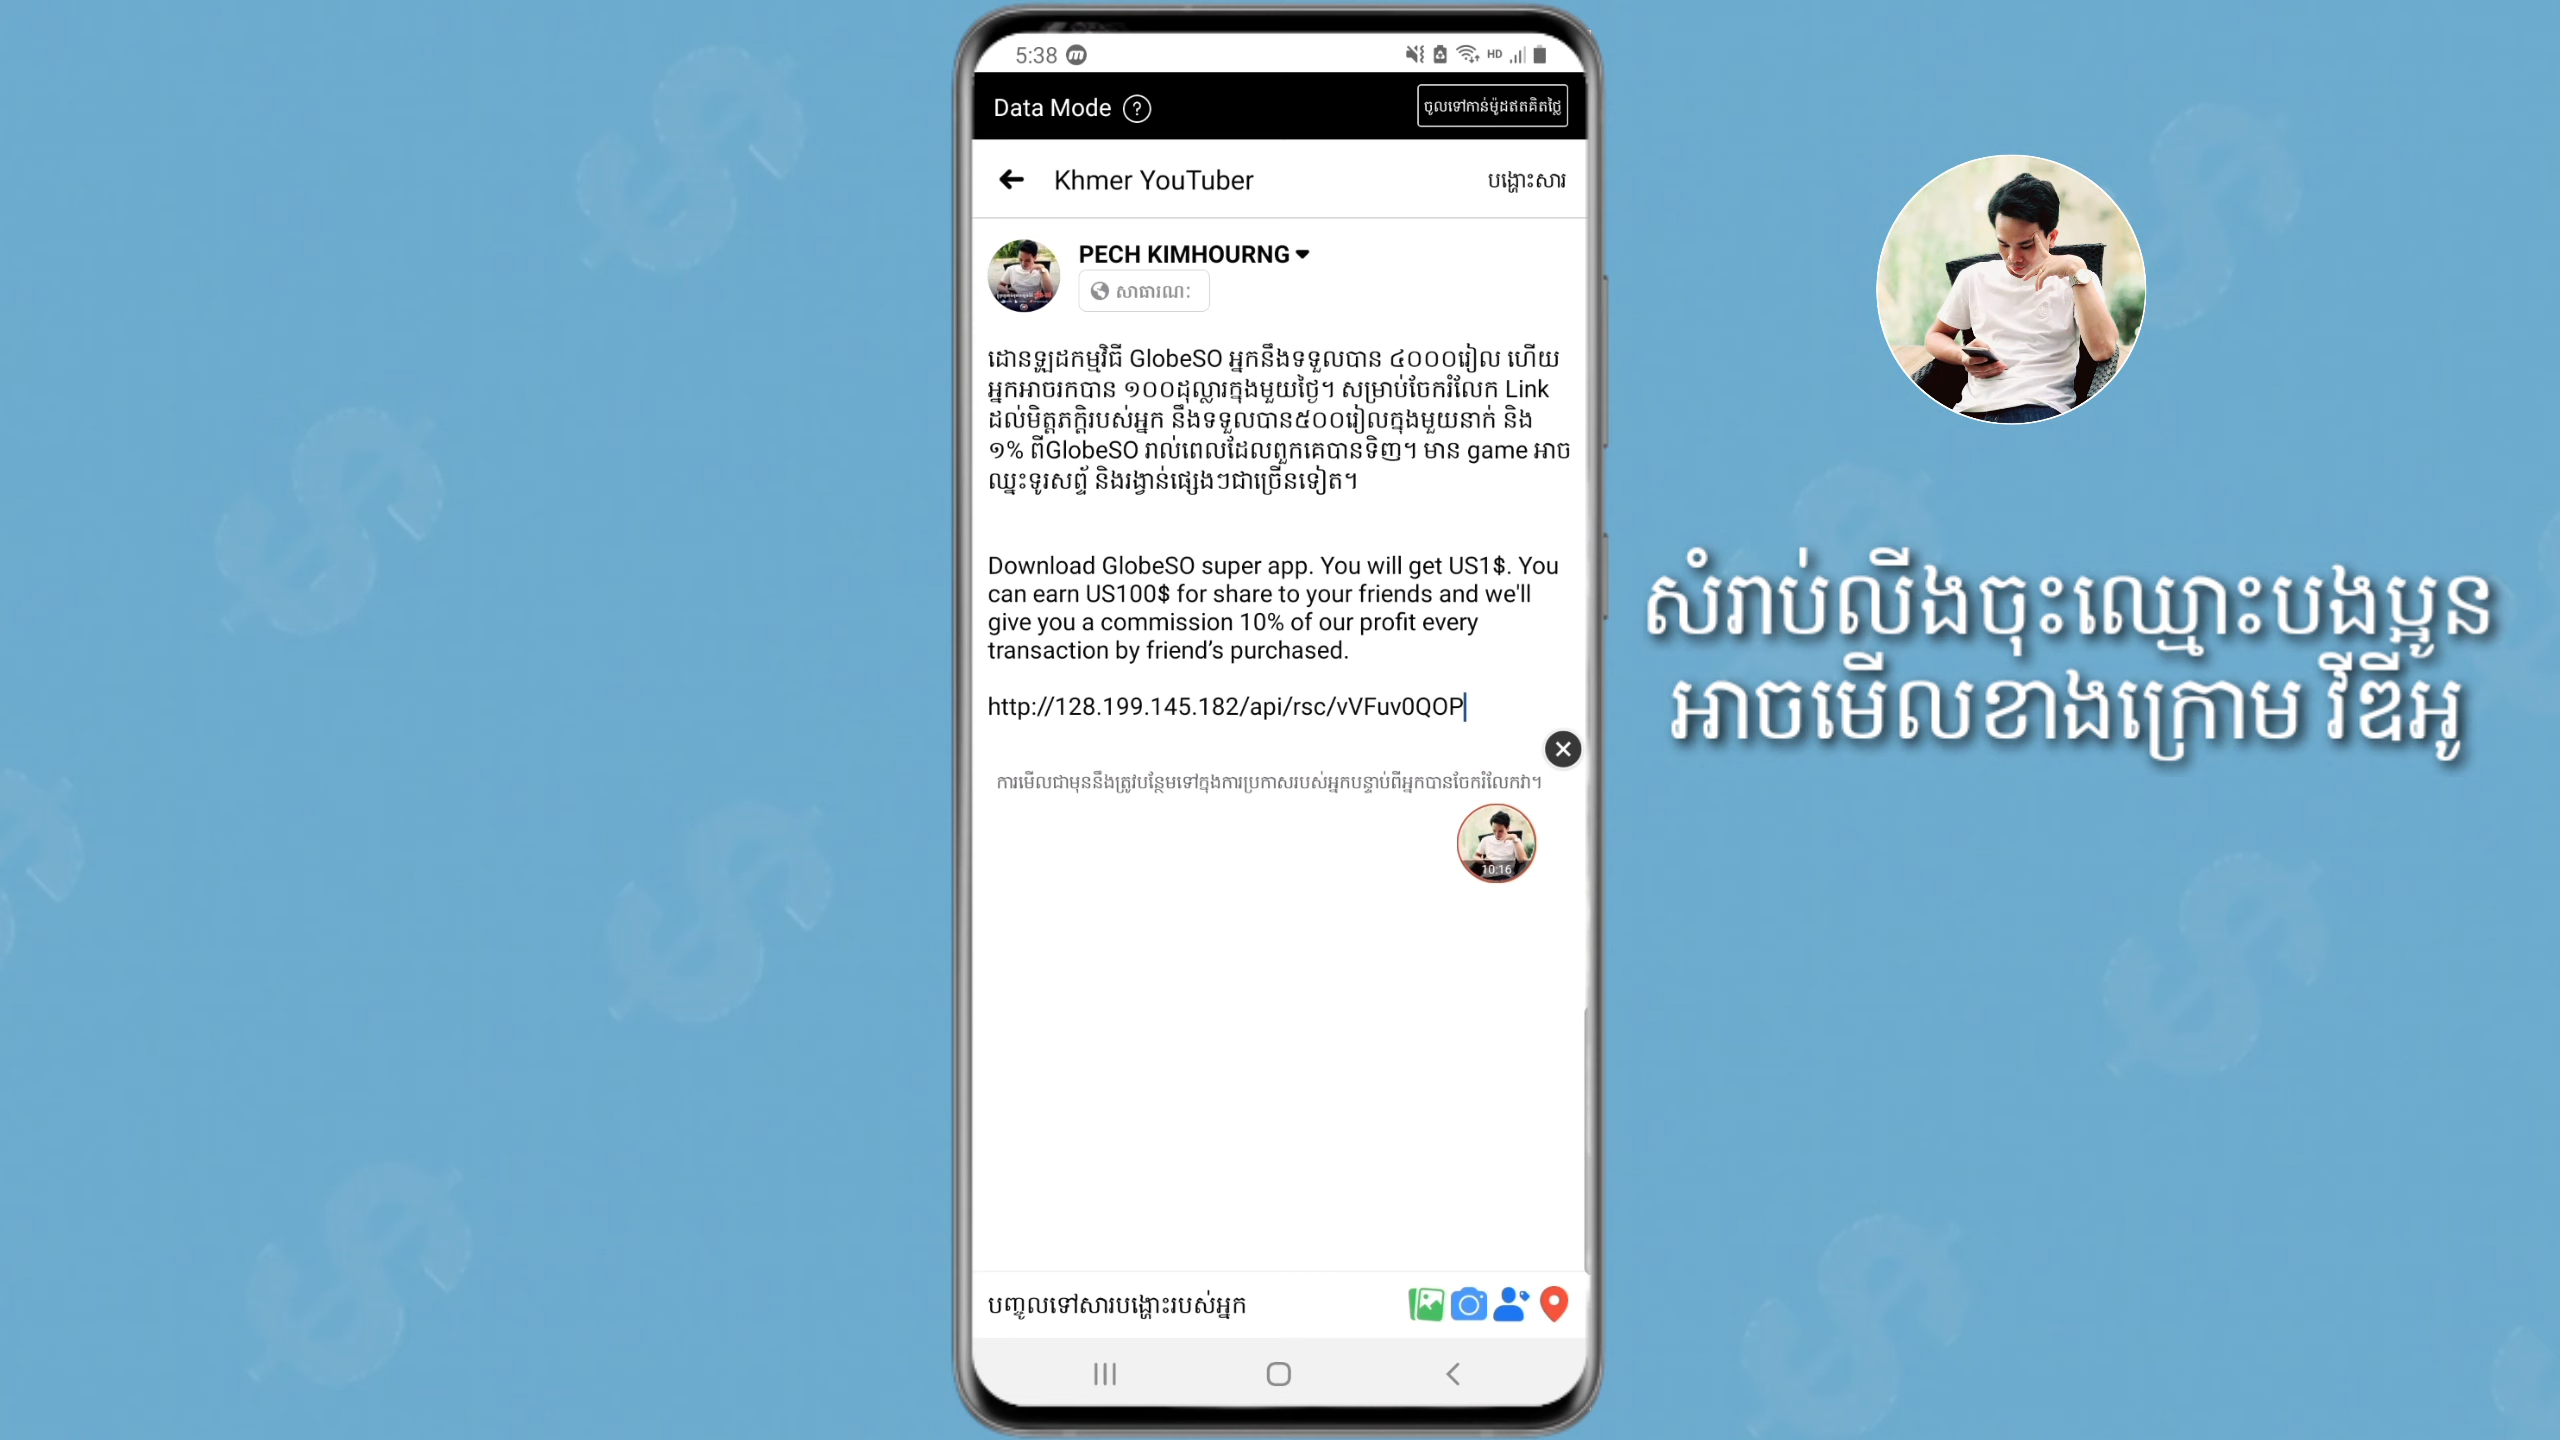 5:38
HD
Data Mode ?
ចូលទៅកាន់ម៉ូដឥតគិតថ្លៃ
Khmer YouTuber
បង្ហោះសារ
PECH KIMHOURNG
សាធារណៈ
ដោនឡូដកម្មវិធី GlobeSO អ្នកនឹងទទួលបាន ៤០០០រៀល ហើយ
អ្នកអាចរកបាន ១០០ដុល្លារក្នុងមួយថ្ងៃ។ សម្រាប់ចែករំលែក Link
ដល់មិត្តភក្តិរបស់អ្នក នឹងទទួលបាន៥០០រៀលក្នុងមួយនាក់ និង
១% ពីGlobeSO រាល់ពេលដែលពួកគេបានទិញ។ មាន game អាច
ឈ្នះទូរសព្ទ័ និងរង្វាន់ផ្សេងៗជាច្រើនទៀត។
Download GlobeSO super app. You will get US1$. You
can earn US100$ for share to your friends and we'll
give you a commission 10% of our profit every
transaction by friend’s purchased.
http://128.199.145.182/api/rsc/vVFuv0QOP
ការមើលជាមុននឹងត្រូវបន្ថែមទៅក្នុងការប្រកាសរបស់អ្នកបន្ទាប់ពីអ្នកបានចែករំលែកវា។
10:16
បញ្ចូលទៅសារបង្ហោះរបស់អ្នក
សំរាប់លីងចុះឈ្មោះបងប្អូន
អាចមើលខាងក្រោម វីឌីអូ